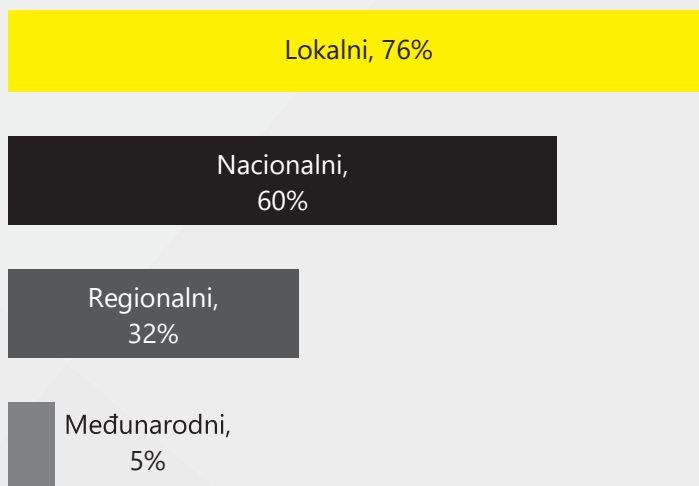 Lokalni, 76%
Nacionalni,
60%
Regionalni,
32%
Međunarodni,
5%